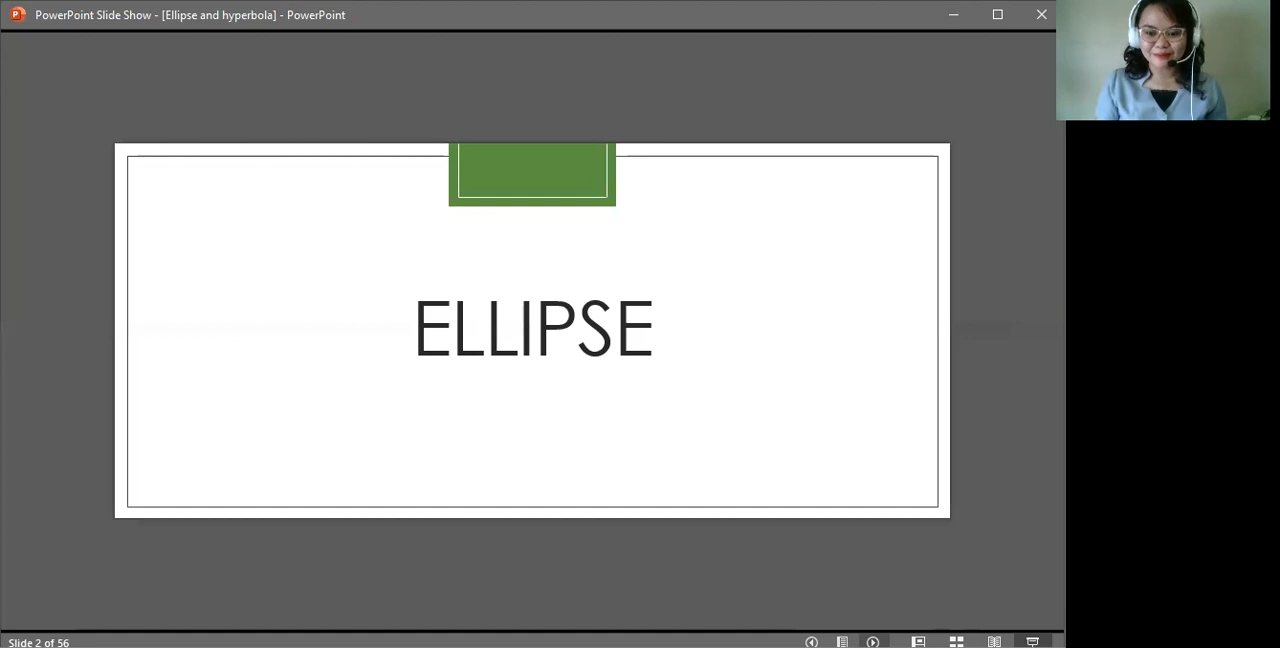 PowerPoint Slide Show - [Ellipse and hyperbola] - PowerPoint
ELLIPSE
Slide 2 of 56